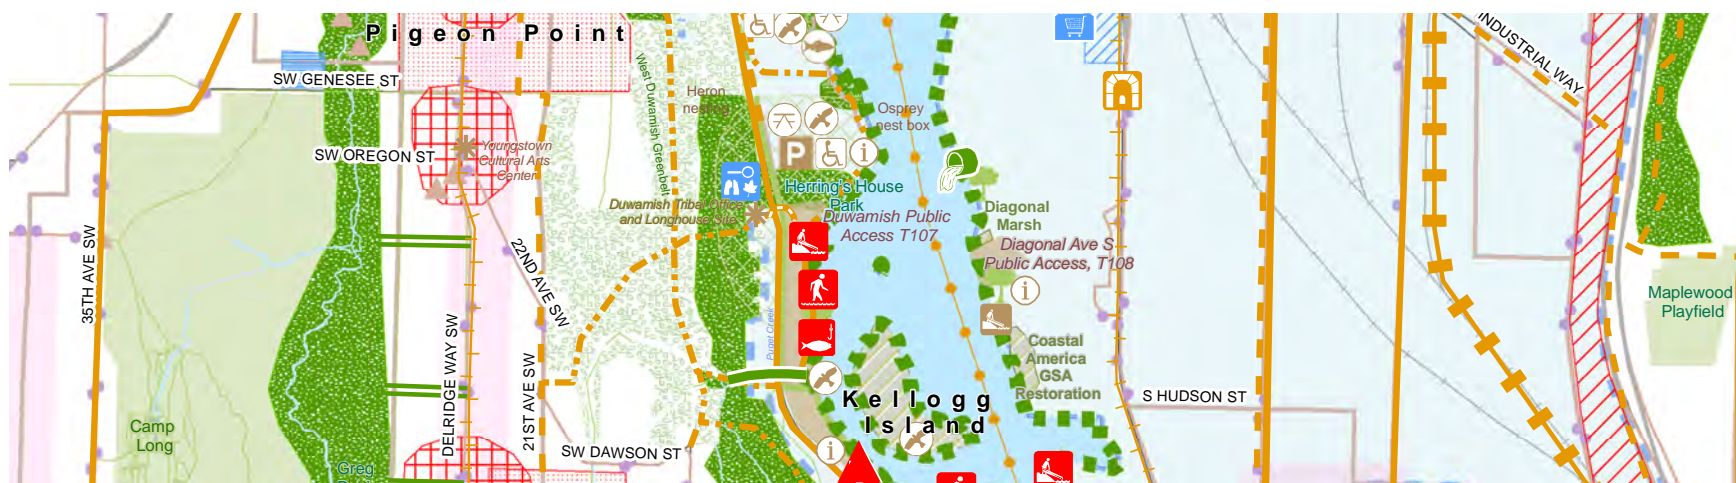 Pigeon Point
INDUSTRIAL WAY
SW GENESEE ST
West Duwamish Greenbelt
Heron
Osprey
nest box
SW OREGON ST
Youngstown
Cultural Arts
Center
P
i
Herring's House
Park
Duwamish Tribal Office
and Longhouse Site
Duwamish Public
Access T107
Diagonal
Marsh
Diagonal Ave S
Public Access, T108
i
35TH AVE SW
22ND AVE SW
Maplewood
Playfield
Puget Creek
DELRIDGE WAY SW
21ST AVE SW
Coastal
America
GSA
Restoration
Kellogg
Island
S HUDSON ST
Camp
Long
SW DAWSON ST
i
Greg